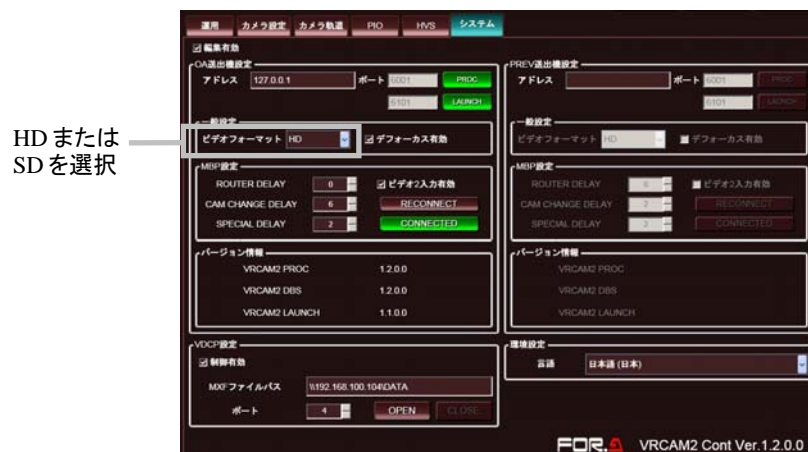 HDまたは
SDを選択
運用 カメラ設定 カメラ軌道 PIO HVS システム
編集有効
OA送出機設定
アドレス 127.0.0.1 ポート 6001 PROC
6101 LAUNCH
一般設定
ビデオフォーマット HD デフォーカス有効
MBP設定
ROUTER DELAY 0 ビデオ2入力有効
CAM CHANGE DELAY 6 RECONNECT
SPECIAL DELAY 2 CONNECTED
バージョン情報
VRCAM2 PROC 1.2.0.0
VRCAM2 DBS 1.2.0.0
VRCAM2 LAUNCH 1.1.0.0
VDCP設定
制御有効
MXFファイルパス \\192.168.100.104\DATA
ポート 4 OPEN CLOSE
PREV送出機設定
アドレス ポート 6001 PROC
6101 LAUNCH
一般設定
ビデオフォーマット HD デフォーカス有効
MBP設定
ROUTER DELAY 0 ビデオ2入力有効
CAM CHANGE DELAY 2 RECONNECT
SPECIAL DELAY 2 CONNECTED
バージョン情報
VRCAM2 PROC
VRCAM2 DBS
VRCAM2 LAUNCH
環境設定
言語 日本語 (日本)
FOR.A VRCAM2 Cont Ver.1.2.0.0